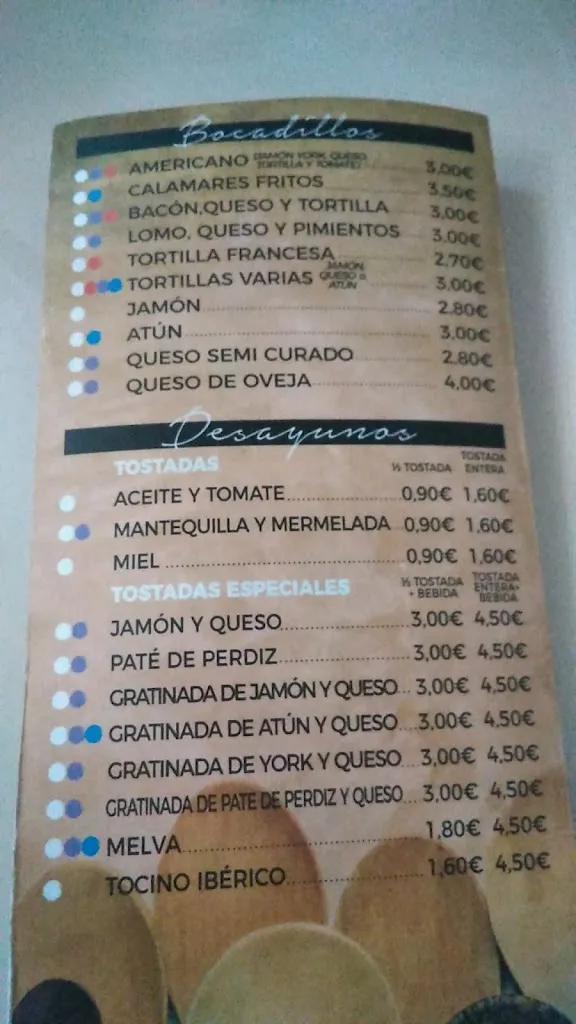 Bocadillos
AMERICANO (JAMÓN YORK, QUESO, TORTILLA Y TOMATE) 3,00€
CALAMARES FRITOS 3,50€
BACÓN,QUESO Y TORTILLA 3,00€
LOMO, QUESO Y PIMIENTOS 3,00€
TORTILLA FRANCESA 2,70€
TORTILLAS VARIAS JAMÓN, QUESO o ATÚN 3,00€
JAMÓN 2,80€
ATÚN 3,00€
QUESO SEMI CURADO 2,80€
QUESO DE OVEJA 4,00€
Desayunos
TOSTADAS ½ TOSTADA TOSTADA ENTERA
ACEITE Y TOMATE 0,90€ 1,60€
MANTEQUILLA Y MERMELADA 0,90€ 1,60€
MIEL 0,90€ 1,60€
TOSTADAS ESPECIALES ½ TOSTADA + BEBIDA TOSTADA ENTERA+ BEBIDA
JAMÓN Y QUESO 3,00€ 4,50€
PATÉ DE PERDIZ 3,00€ 4,50€
GRATINADA DE JAMÓN Y QUESO 3,00€ 4,50€
GRATINADA DE ATÚN Y QUESO 3,00€ 4,50€
GRATINADA DE YORK Y QUESO 3,00€ 4,50€
GRATINADA DE PATE DE PERDIZ Y QUESO 3,00€ 4,50€
MELVA 1,80€ 4,50€
TOCINO IBÉRICO 1,60€ 4,50€